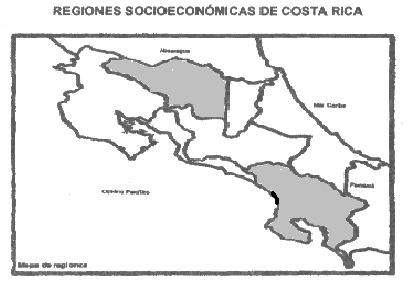 REGIONES SOCIOECONÓMICAS DE COSTA RICA
Nicaragua
Mar Caribe
Panamá
Océano Pacífico
Mapa de regiones